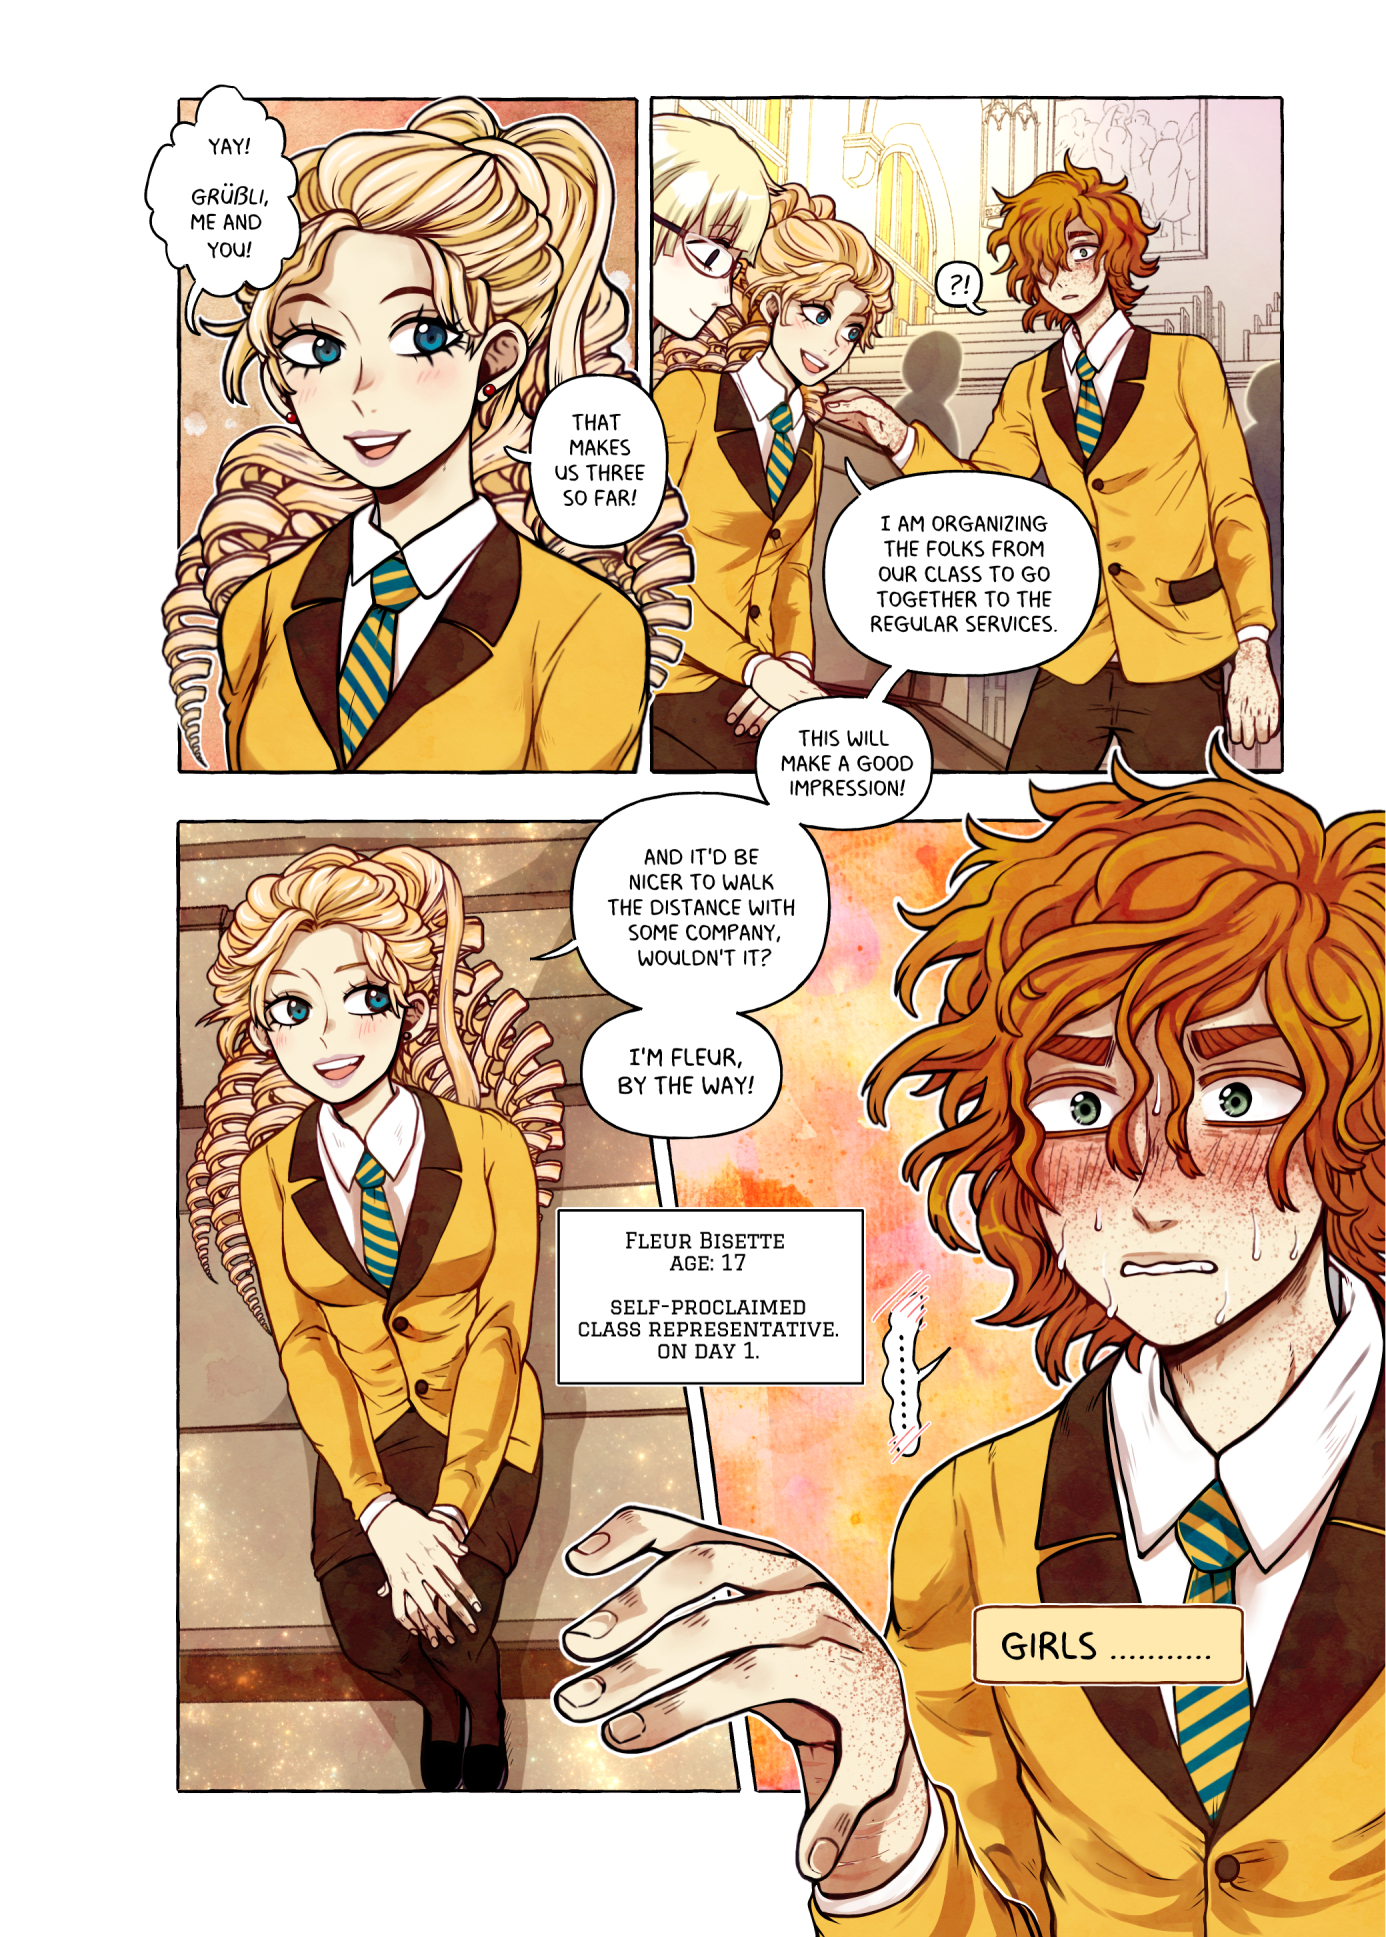 YAY!
GRÜẞLI,
ME AND
YOU!
THAT
MAKES
US THREE
SO FAR!
?!
I AM ORGANIZING
THE FOLKS FROM
OUR CLASS TO GO
TOGETHER TO THE
REGULAR SERVICES.
THIS WILL
MAKE A GOOD
IMPRESSION!
AND IT'D BE
NICER TO WALK
THE DISTANCE WITH
SOME COMPANY,
WOULDN'T IT?
I'M FLEUR,
BY THE WAY!
FLEUR BISETTE
AGE: 17
SELF-PROCLAIMED
CLASS REPRESENTATIVE.
ON DAY 1.
..........
GIRLS ...........